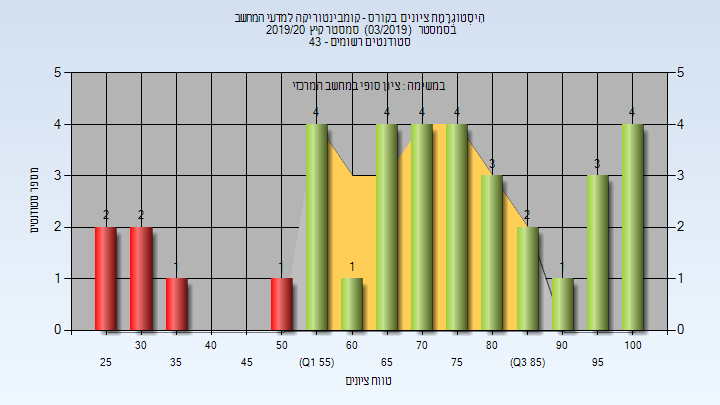 היסטוגרמת ציונים בקורס - קומבינטוריקה למדעי המחשב
בסמסטר (03/2019) סמסטר קיץ 2019/20
סטודנטים רשומים - 43
במשימה : ציון סופי במחשב המרכזי
5 5
4 4
3 3
2 2
1 1
0 0
מספר סטודנטים
2 2 1 1 4 1 4 4 4 3 2 1 3 4
30 40 50 60 70 80 90 100
25 35 45 (Q1 55) 65 75 (Q3 85) 95
טווח ציונים